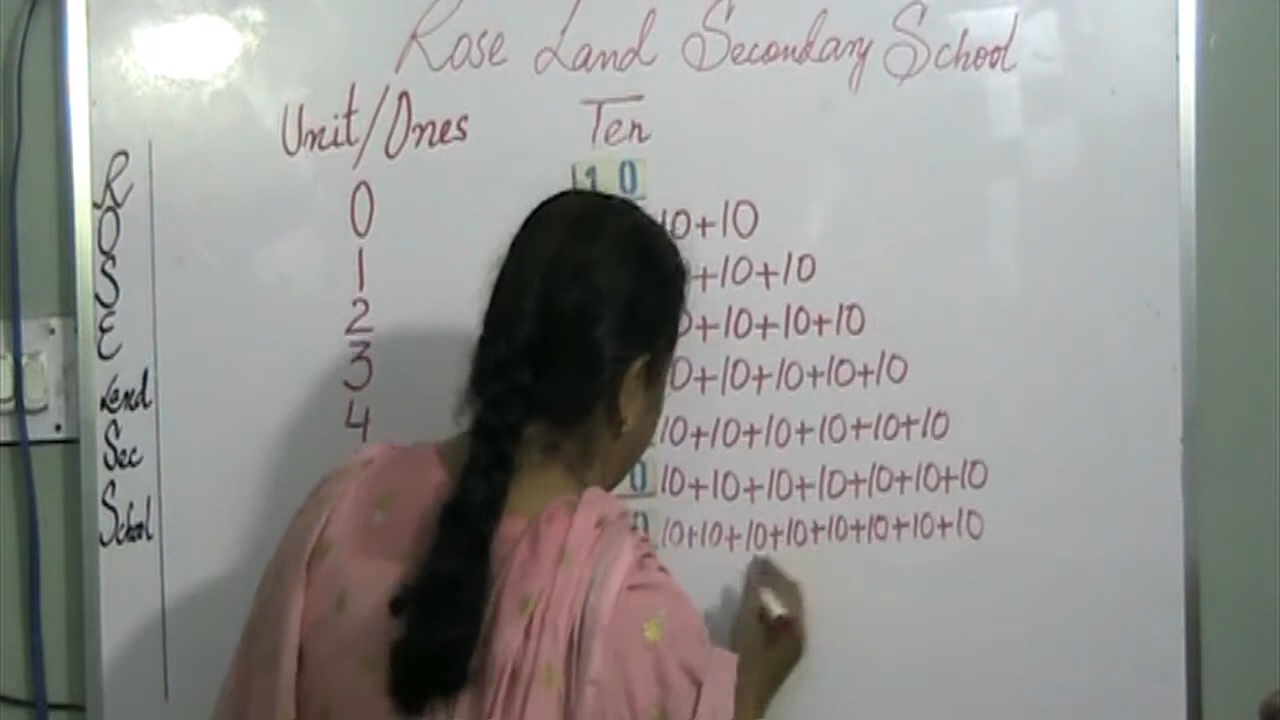 Rose Land Secondary School
Unit/Ones Ten
R
O
S
E
Land
Sec
School
0
1
2
3
4
10
10+10
+10+10
0+10+10+10
0+10+10+10+10
10+10+10+10+10+10
0 10+10+10+10+10+10+10
0 10+10+10+10+10+10+10+10